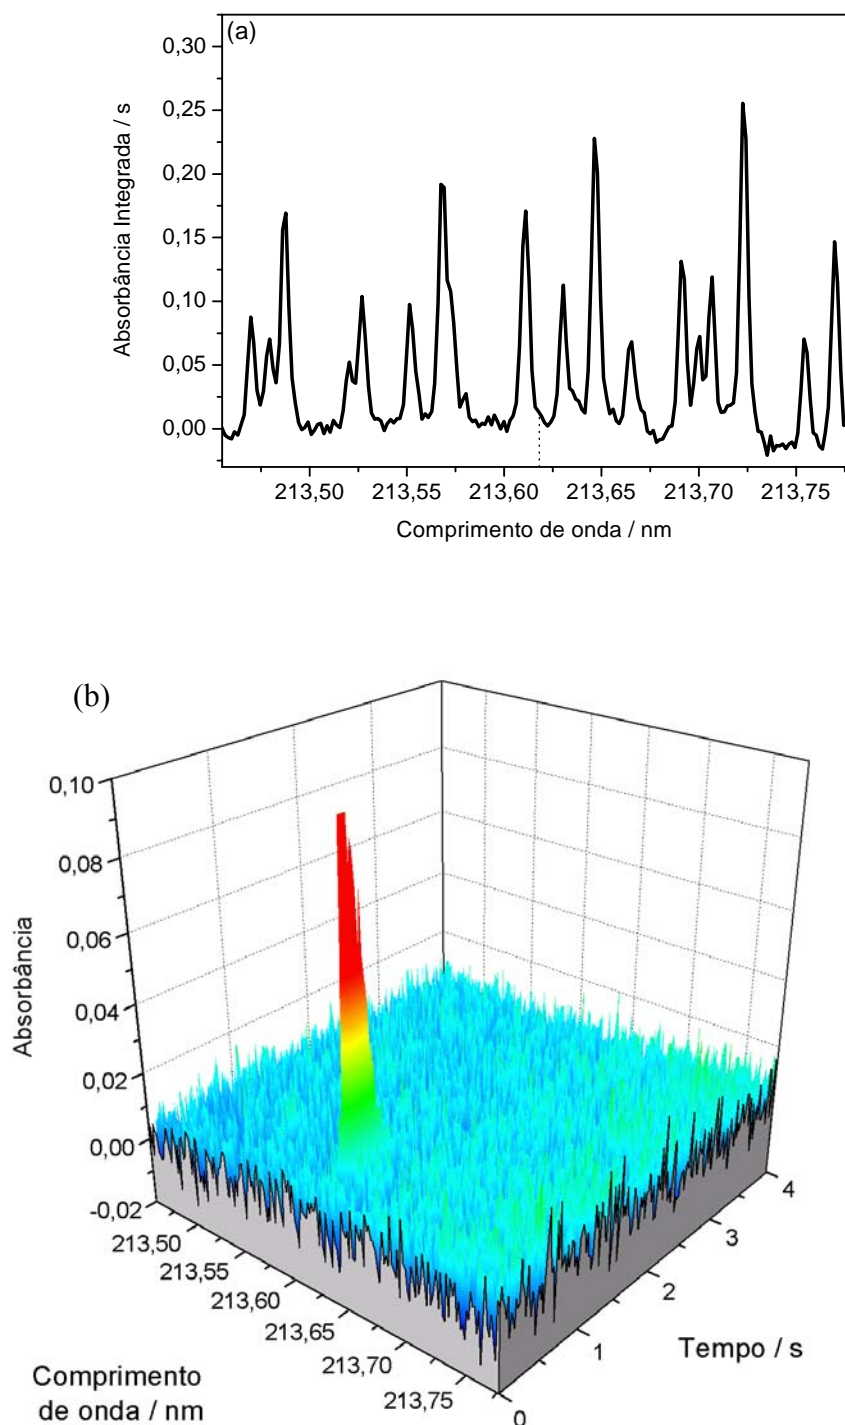 (a)
0,30
0,25
0,20
0,15
0,10
0,05
0,00
Absorbância Integrada / s
213,50 213,55 213,60 213,65 213,70 213,75
Comprimento de onda / nm
(b)
0,10
0,08
0,06
0,04
0,02
0,00
-0,02
Absorbância
213,50
213,55
213,60
213,65
213,70
213,75
Comprimento
de onda / nm
0
1
2
3
4
Tempo / s